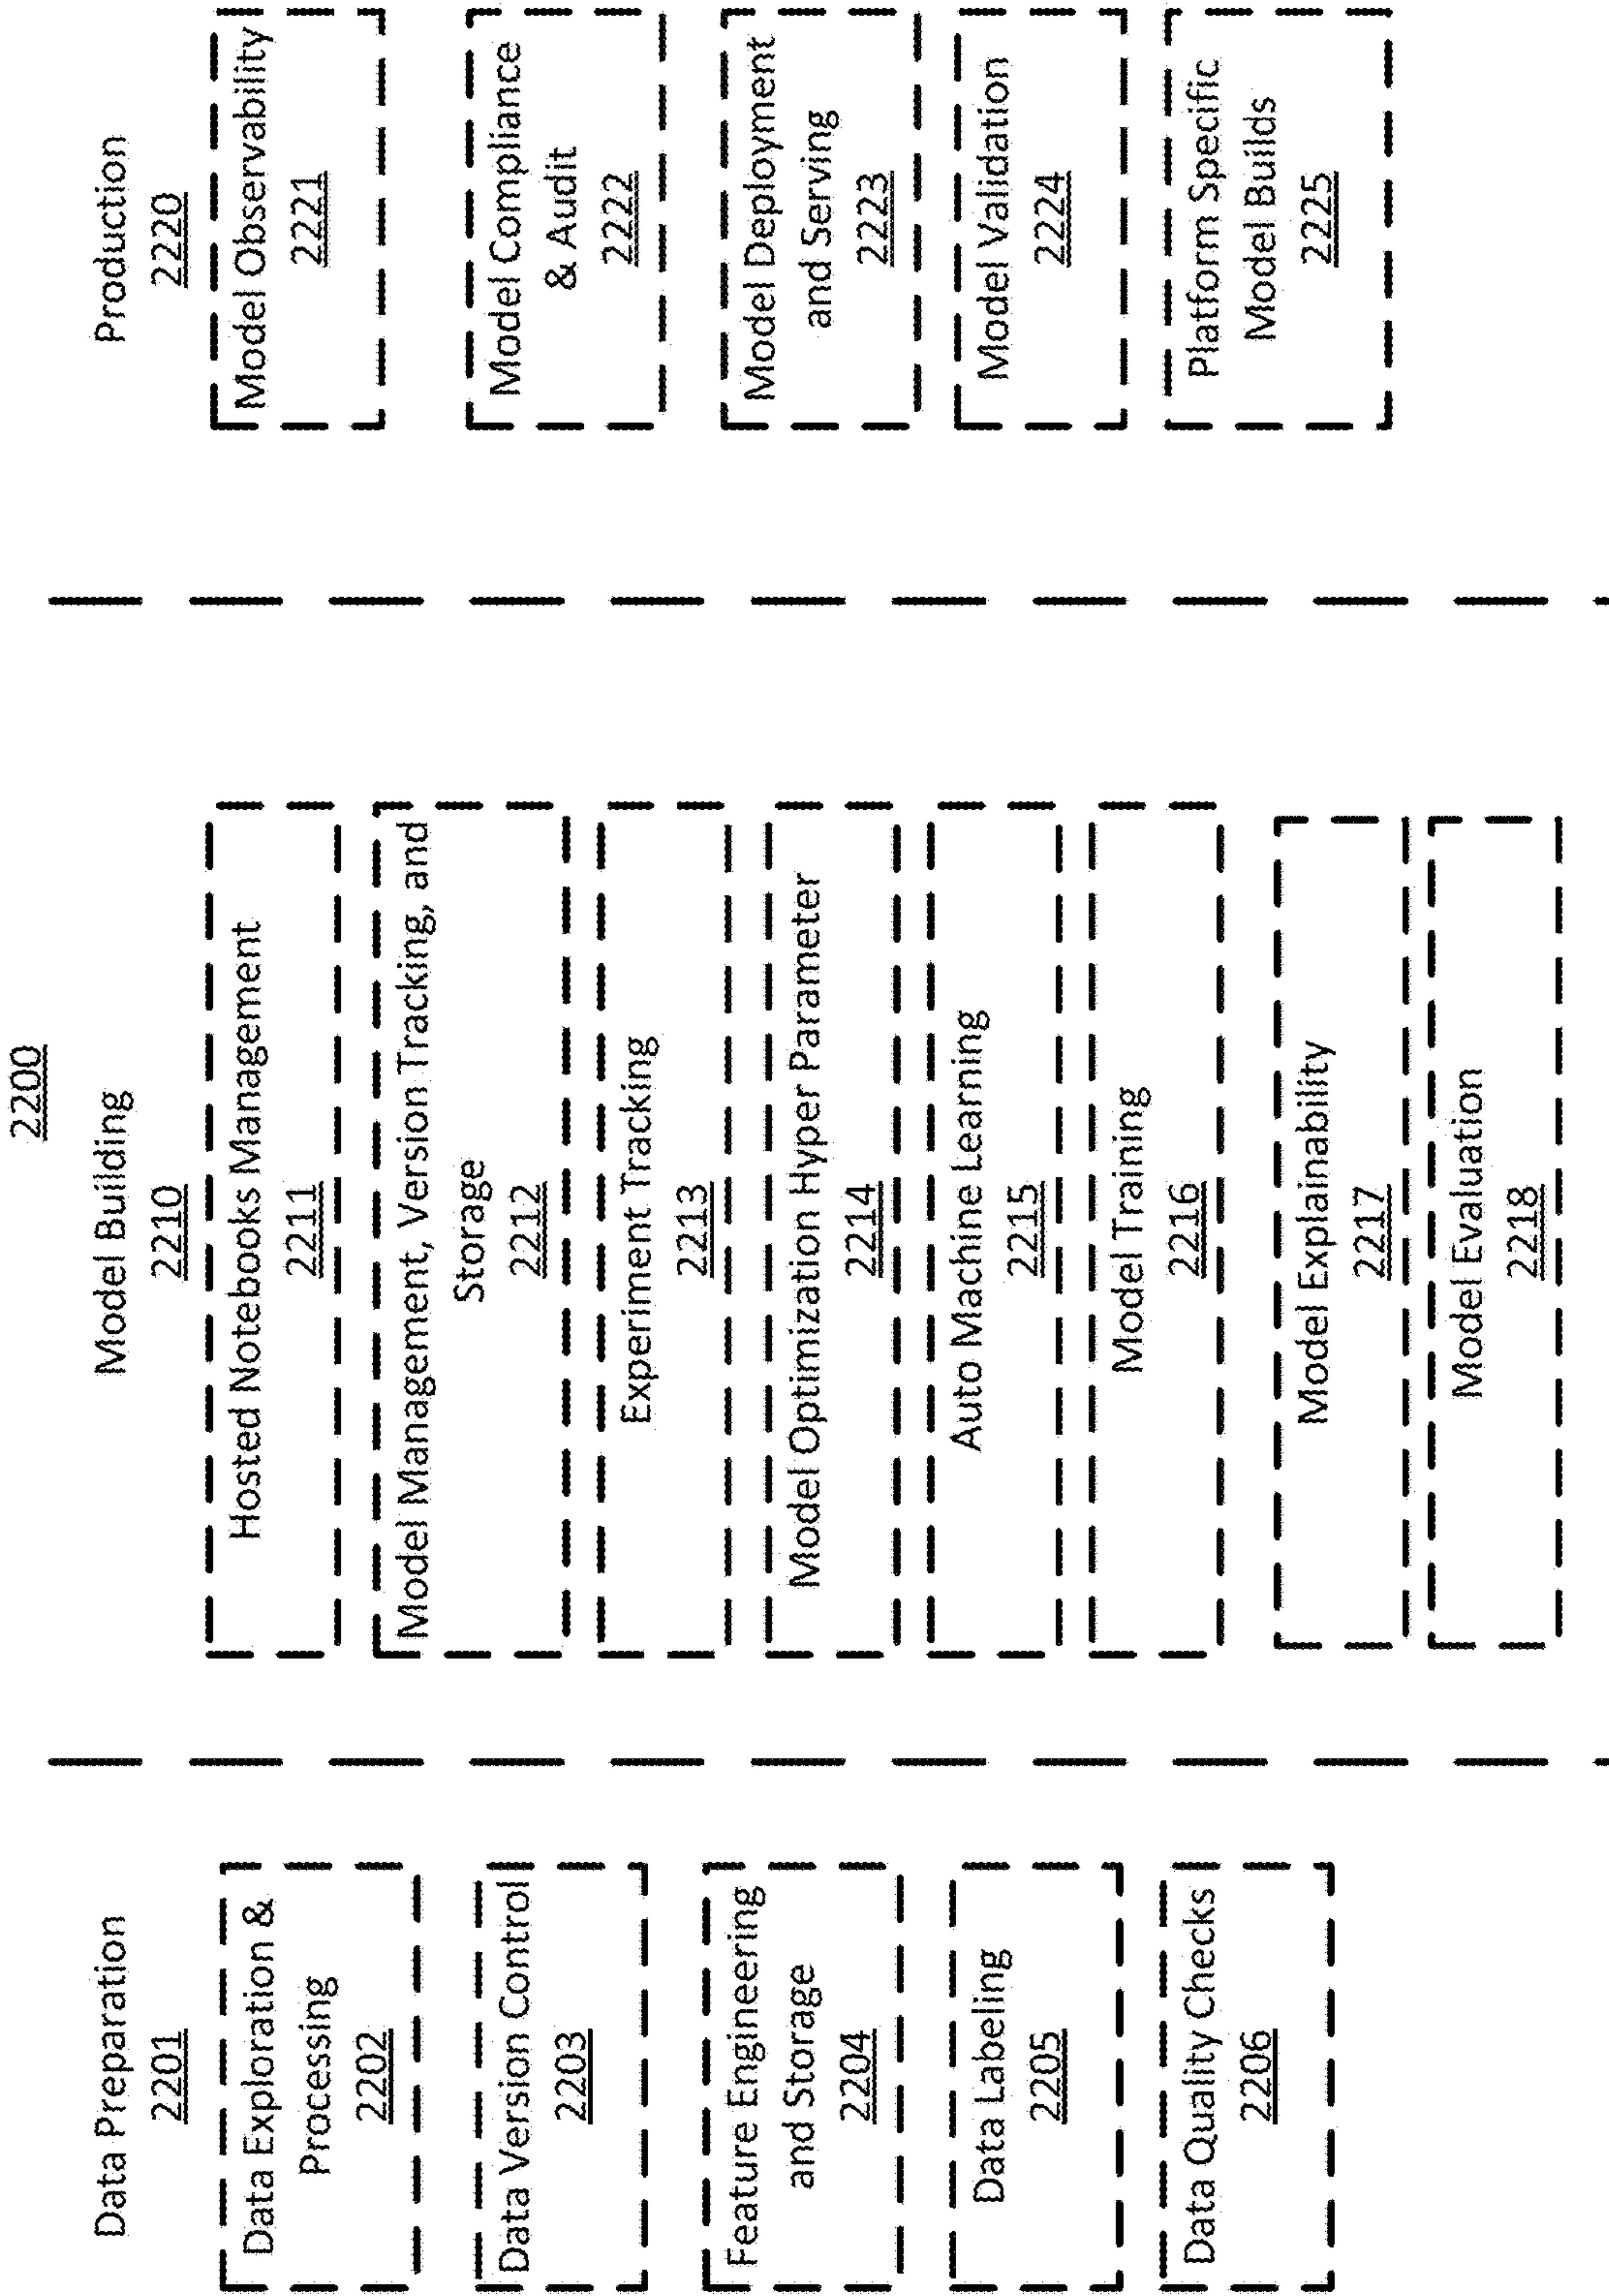 2200
Data Preparation
2201
Data Exploration &
Processing
2202
Data Version Control
2203
Feature Engineering
and Storage
2204
Data Labeling
2205
Data Quality Checks
2206
Model Building
2210
Hosted Notebooks Management
2211
Model Management, Version Tracking, and
Storage
2212
Experiment Tracking
2213
Model Optimization Hyper Parameter
2214
Auto Machine Learning
2215
Model Training
2216
Model Explainability
2217
Model Evaluation
2218
Production
2220
Model Observability
2221
Model Compliance
& Audit
2222
Model Deployment
and Serving
2223
Model Validation
2224
Platform Specific
Model Builds
2225